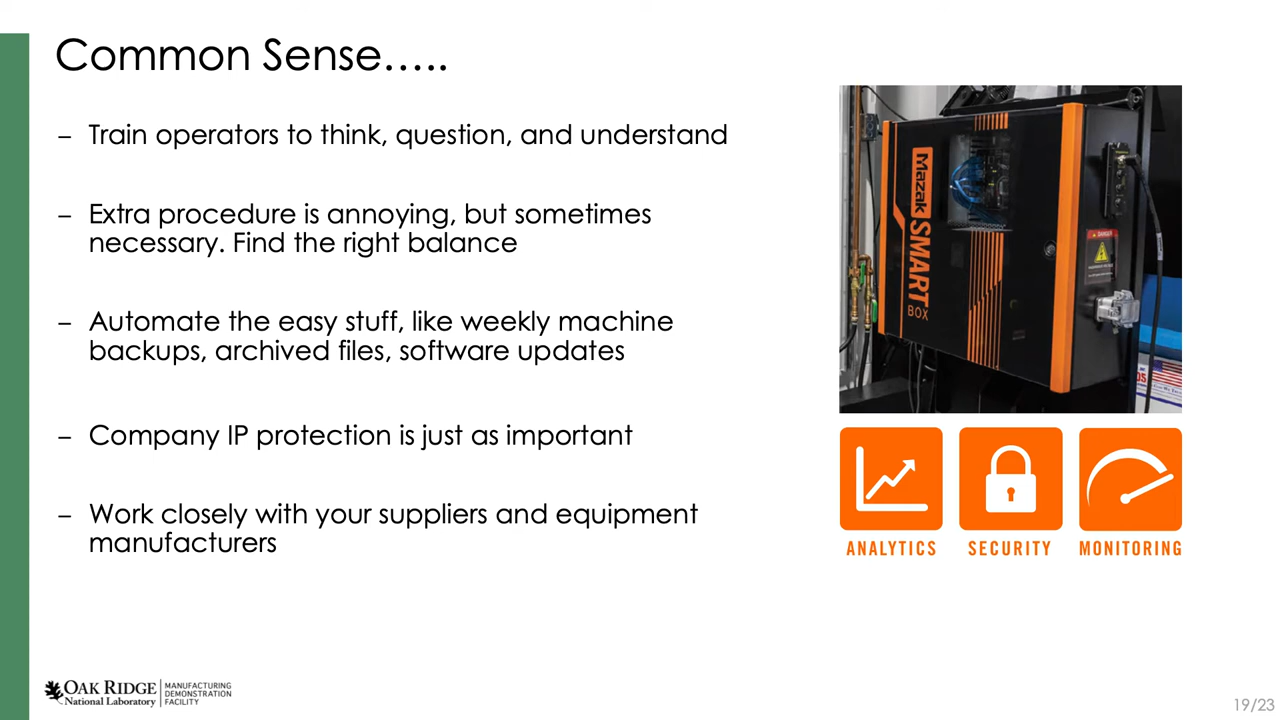 Common Sense.....
– Train operators to think, question, and understand
– Extra procedure is annoying, but sometimes
necessary. Find the right balance
– Automate the easy stuff, like weekly machine
backups, archived files, software updates
– Company IP protection is just as important
– Work closely with your suppliers and equipment
manufacturers
Mazak
SMART
BOX
DANGER
ANALYTICS
SECURITY
MONITORING
OAK RIDGE
National Laboratory
MANUFACTURING
DEMONSTRATION
FACILITY
19/23